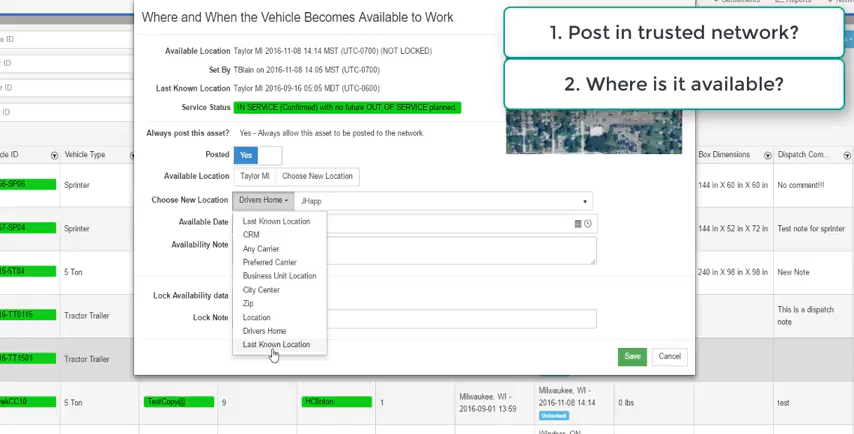 Settlements
Reports
Where and When the Vehicle Becomes Available to Work
1. Post in trusted network?
2. Where is it available?
Available Location Taylor MI 2016-11-08 14:14 MST (UTC-0700) (NOT LOCKED)
Set By TBlain on 2016-11-08 14:05 MST (UTC-0700)
Last Known Location Taylor MI 2016-09-16 05:05 MDT (UTC-0600)
Service Status IN SERVICE (Confirmed) with no future OUT OF SERVICE planned.
Always post this asset? Yes - Always allow this asset to be posted to the network.
Posted Yes
Available Location Taylor MI Choose New Location
Choose New Location Drivers Home JHapp
Available Date
Availability Note
Last Known Location
CRM
Any Carrier
Preferred Carrier
Business Unit Location
City Center
Zip
Location
Drivers Home
Last Known Location
Lock Availability data
Lock Note
Save Cancel
ID
ID
Vehicle Type
Box Dimensions
Dispatch Com...
Sprinter
144 in X 60 in X 60 in
No comment!!!
Sprinter
144 in X 52 in X 72 in
Test note for sprinter
5 Ton
240 in X 98 in X 98 in
New Note
Tractor Trailer
This is a dispatch
note
Tractor Trailer
5 Ton
TestCopy@
9
HClinton
1
Milwaukee, WI -
2016-09-01 13:59
Milwaukee, WI -
2016-11-08 14:14
Unlocked
0 lbs
test